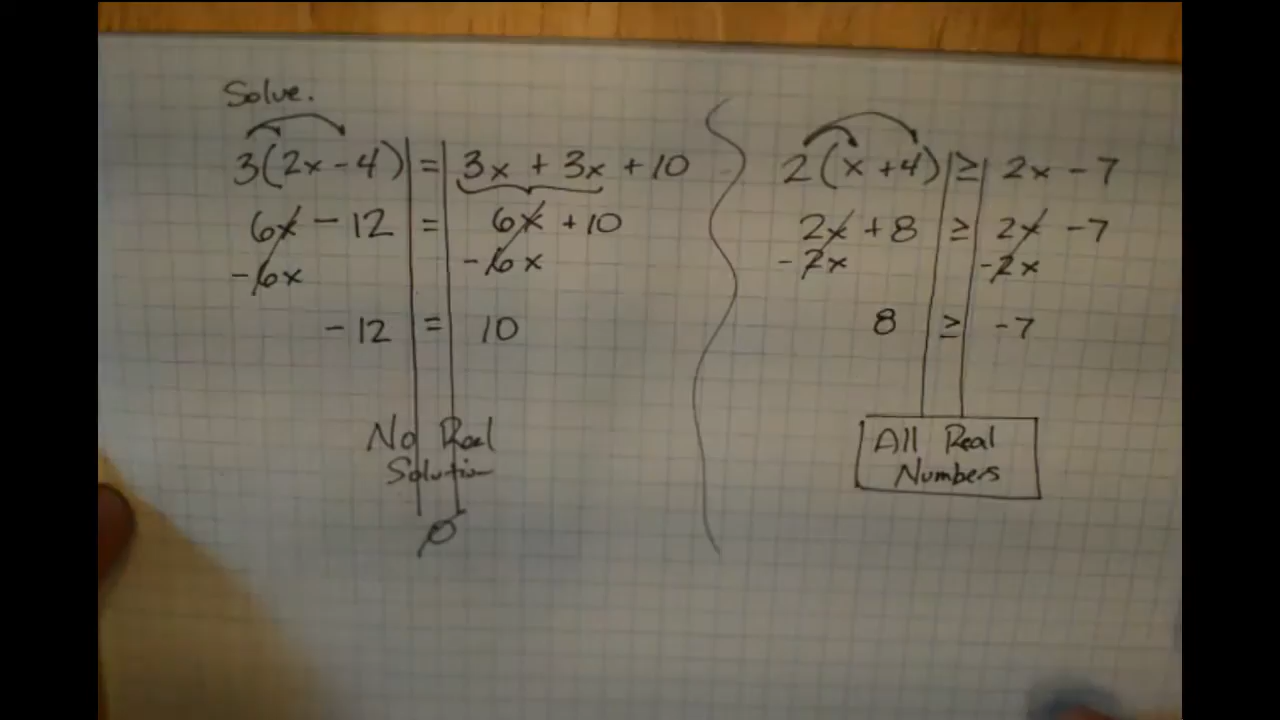 Solve.
3(2x - 4) = 3x + 3x + 10
6x - 12 = 6x + 10
-6x -6x
-12 = 10
No Real
Solution
∅
2(x + 4) ≥ 2x - 7
2x + 8 ≥ 2x - 7
-2x -2x
8 ≥ -7
All Real
Numbers